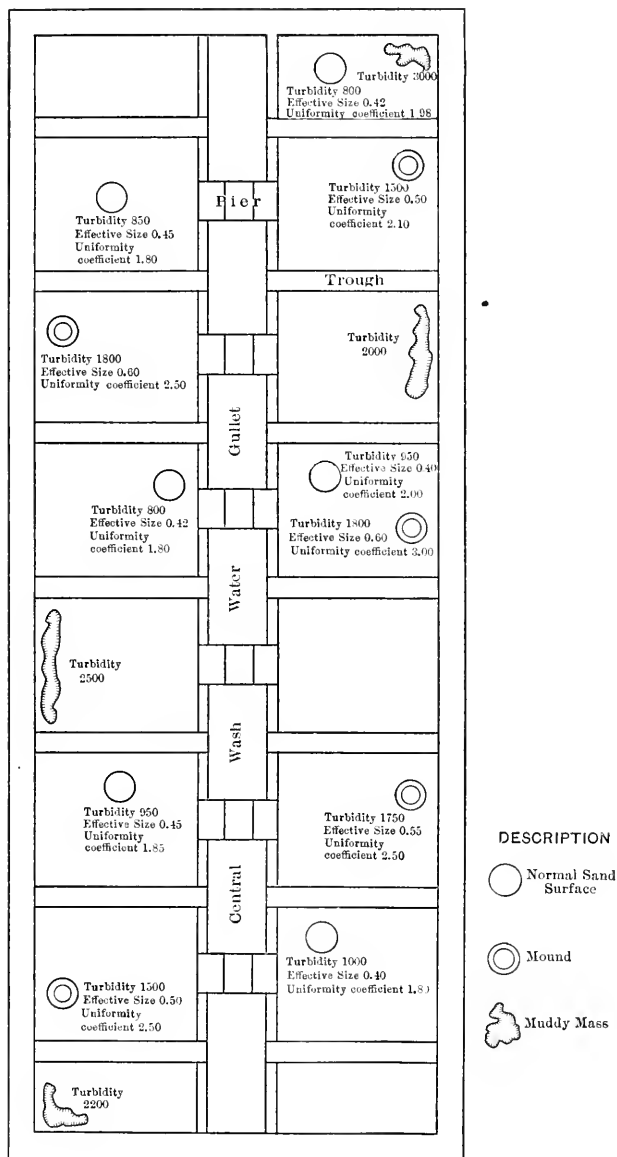 Turbidity 3000
Turbidity 800
Effective Size 0.42
Uniformity coefficient 1.98
Turbidity 850
Effective Size 0.45
Uniformity
coefficient 1.80
Pier
Turbidity 1500
Effective Size 0.50
Uniformity
coefficient 2.10
Trough
Turbidity 1800
Effective Size 0.60
Uniformity coefficient 2.50
Turbidity
2000
Gullet
Turbidity 800
Effective Size 0.42
Uniformity
coefficient 1.80
Turbidity 950
Effective Size 0.40
Uniformity
coefficient 2.00
Turbidity 1800
Effective Size 0.60
Uniformity coefficient 3.00
Water
Turbidity
2500
Wash
Turbidity 950
Effective Size 0.45
Uniformity
coefficient 1.85
Turbidity 1750
Effective Size 0.55
Uniformity
coefficient 2.50
Central
Turbidity 1500
Effective Size 0.50
Uniformity
coefficient 2.50
Turbidity 1000
Effective Size 0.40
Uniformity coefficient 1.80
Turbidity
2200
DESCRIPTION
Normal Sand
Surface
Mound
Muddy Mass